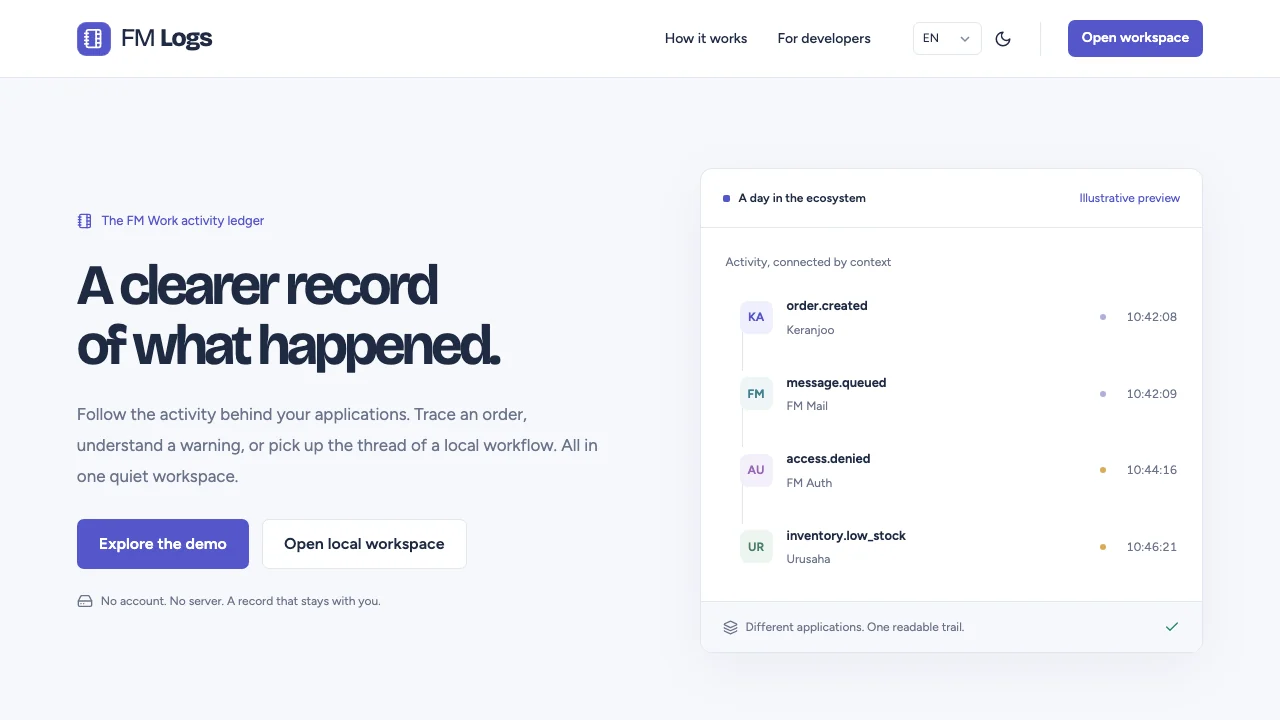 FM Logs
How it works
For developers
EN
Open workspace
The FM Work activity ledger
A clearer record
of what happened.
Follow the activity behind your applications. Trace an order,
understand a warning, or pick up the thread of a local workflow. All in
one quiet workspace.
Explore the demo
Open local workspace
No account. No server. A record that stays with you.
A day in the ecosystem
Illustrative preview
Activity, connected by context
KA
order.created
Keranjoo
10:42:08
FM
message.queued
FM Mail
10:42:09
AU
access.denied
FM Auth
10:44:16
UR
inventory.low_stock
Urusaha
10:46:21
Different applications. One readable trail.